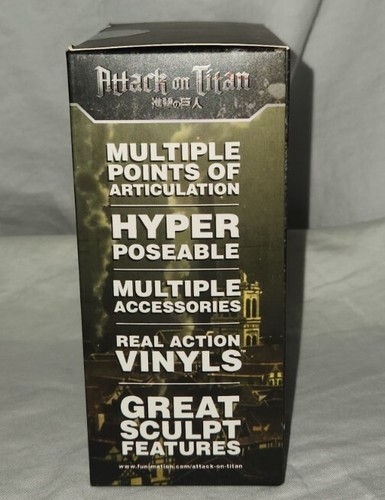 Attack on Titan
進撃の巨人
MULTIPLE
POINTS OF
ARTICULATION
HYPER
POSEABLE
MULTIPLE
ACCESSORIES
REAL ACTION
VINYLS™
GREAT
SCULPT
FEATURES
www.funimation.com/attack-on-titan